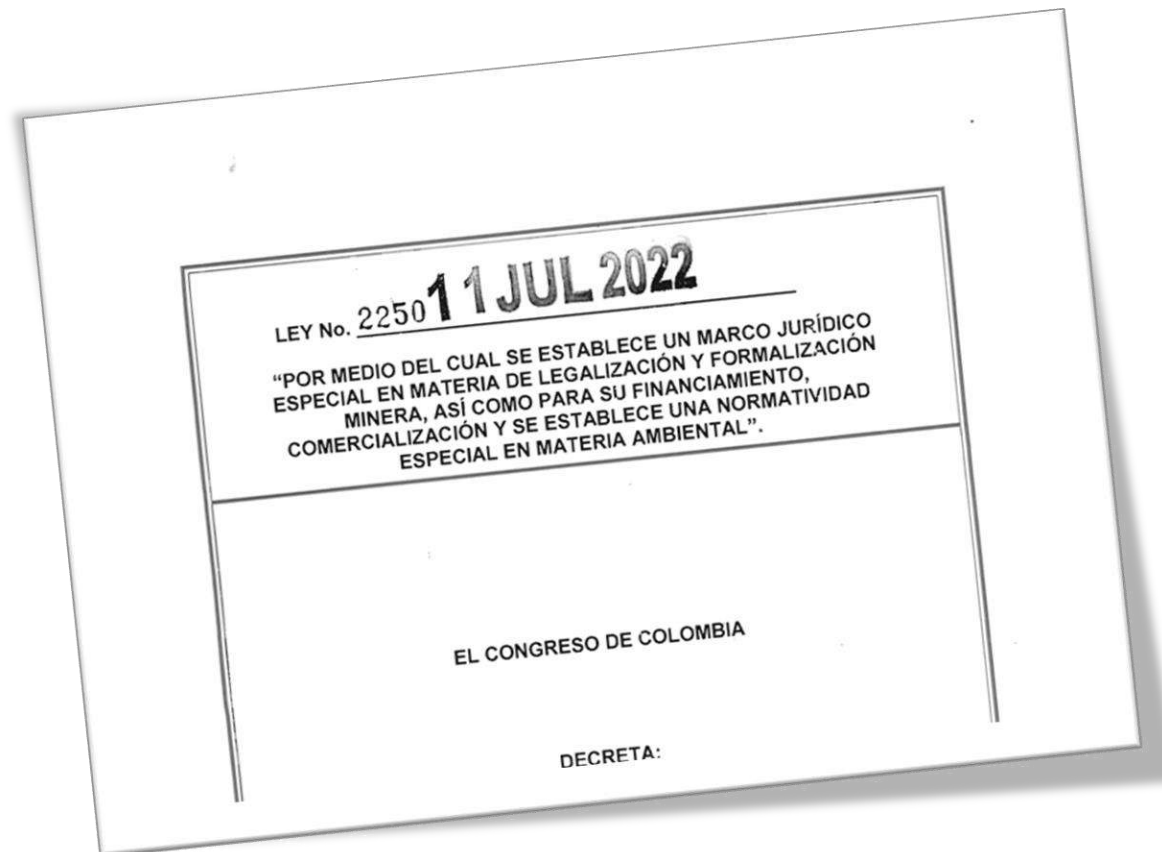 LEY No. 2250 11 JUL 2022
“POR MEDIO DEL CUAL SE ESTABLECE UN MARCO JURÍDICO
ESPECIAL EN MATERIA DE LEGALIZACIÓN Y FORMALIZACIÓN
MINERA, ASÍ COMO PARA SU FINANCIAMIENTO,
COMERCIALIZACIÓN Y SE ESTABLECE UNA NORMATIVIDAD
ESPECIAL EN MATERIA AMBIENTAL”.
EL CONGRESO DE COLOMBIA
DECRETA: